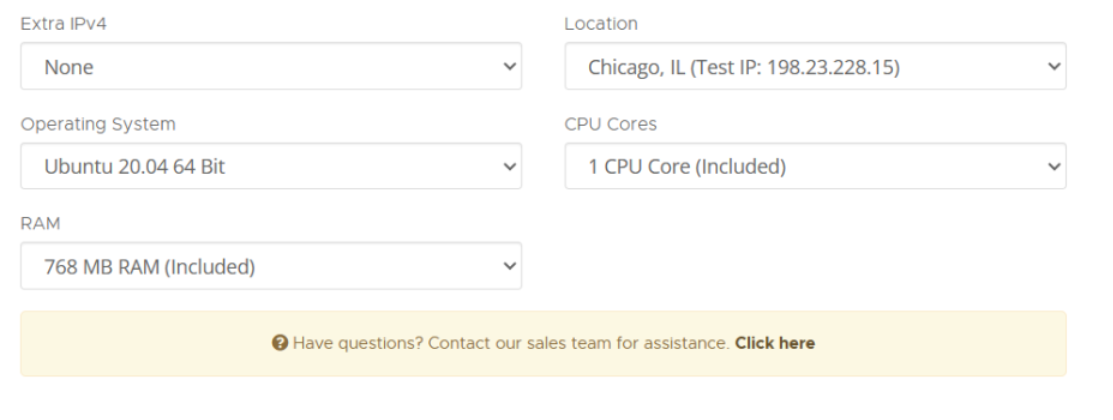 Extra IPv4
None
Location
Chicago, IL (Test IP: 198.23.228.15)
Operating System
Ubuntu 20.04 64 Bit
CPU Cores
1 CPU Core (Included)
RAM
768 MB RAM (Included)
Have questions? Contact our sales team for assistance. Click here